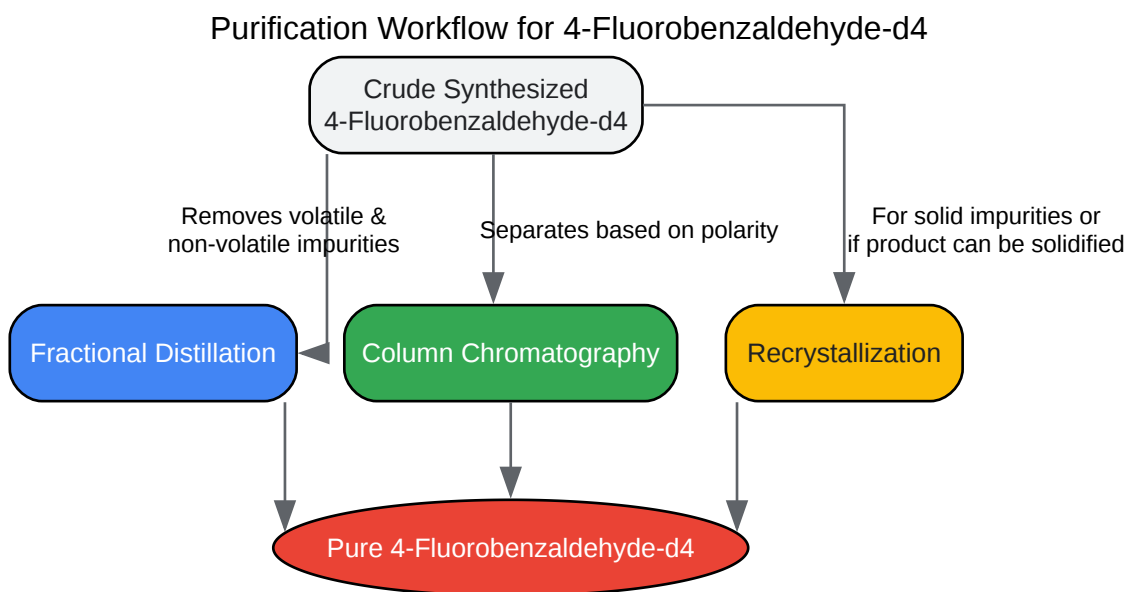 Purification Workflow for 4-Fluorobenzaldehyde-d4
Crude Synthesized
4-Fluorobenzaldehyde-d4
Removes volatile &
non-volatile impurities
Separates based on polarity
For solid impurities or
if product can be solidified
Fractional Distillation
Column Chromatography
Recrystallization
Pure 4-Fluorobenzaldehyde-d4